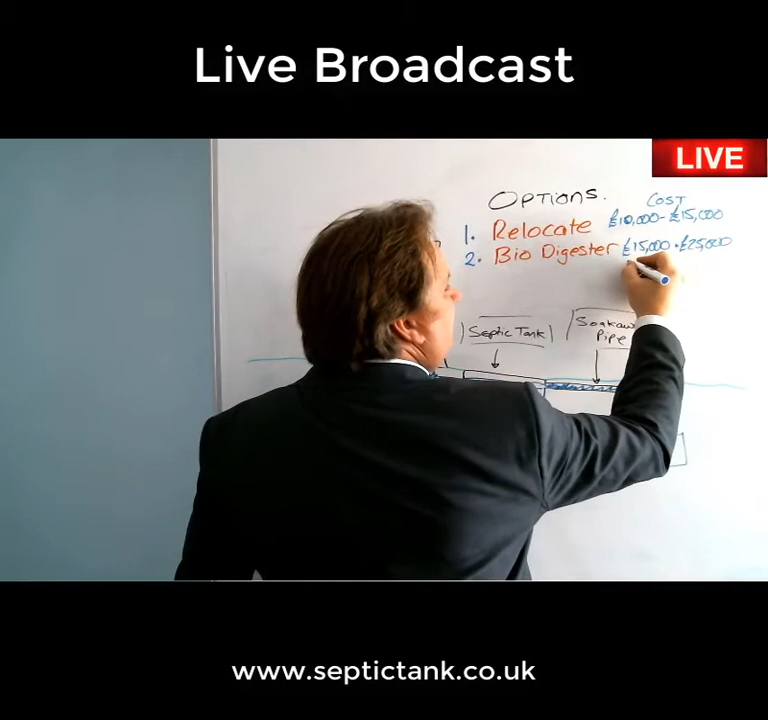 Live Broadcast
LIVE
Options.
Cost
1. Relocate £10,000-£15,000
2. Bio Digester £15,000 - £25,000
Septic Tank
Pipe
www.septictank.co.uk